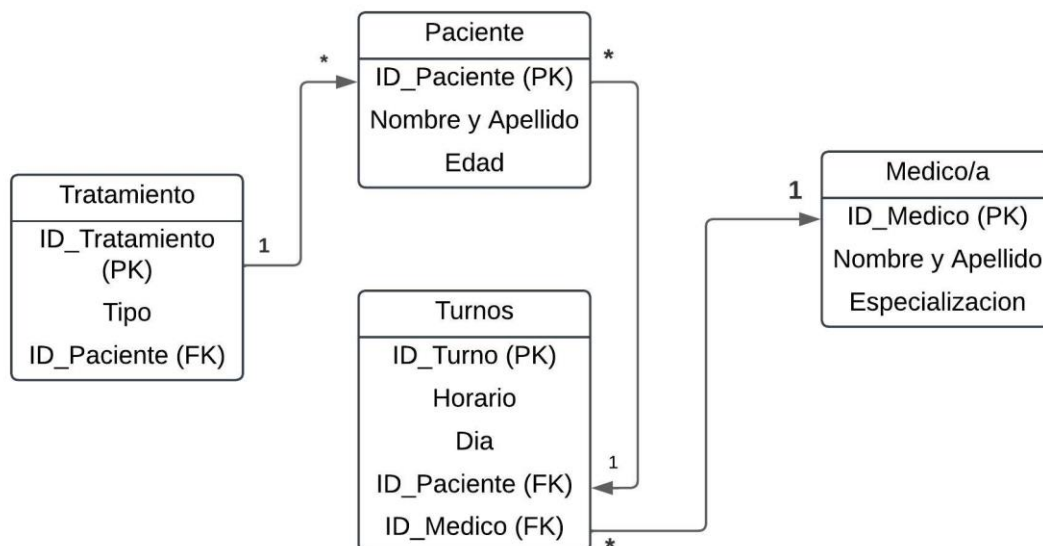 Paciente
*
*
ID_Paciente (PK)
Nombre y Apellido
Edad
Tratamiento
ID_Tratamiento
(PK)
Tipo
ID_Paciente (FK)
1
Medico/a
1
ID_Medico (PK)
Nombre y Apellido
Especializacion
Turnos
ID_Turno (PK)
Horario
Dia
1
ID_Paciente (FK)
ID_Medico (FK)
*